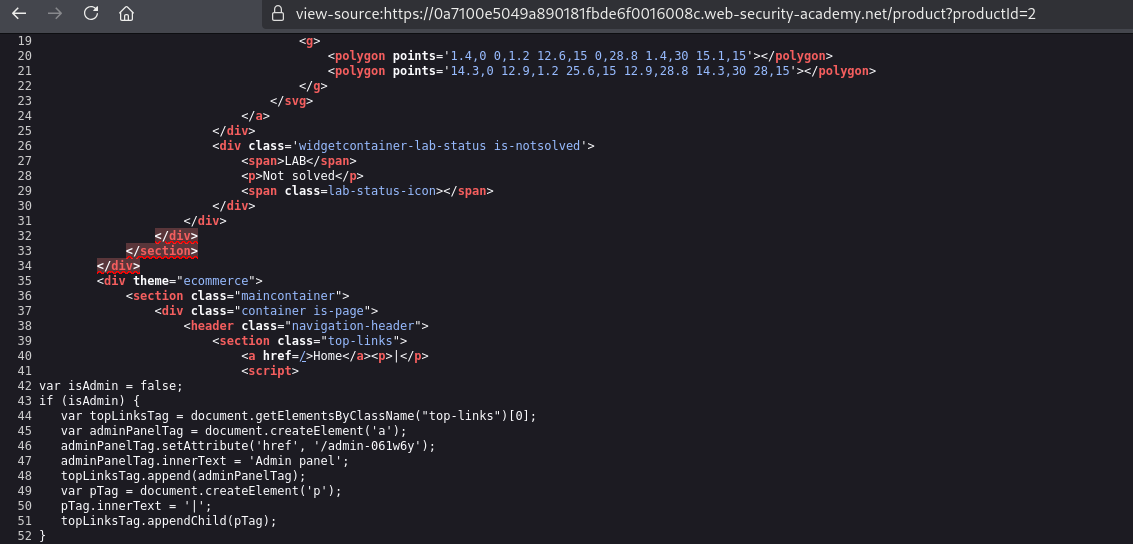 view-source:https://0a7100e5049a890181fbde6f0016008c.web-security-academy.net/product?productId=2
19 <g>
20 <polygon points='1.4,0 0,1.2 12.6,15 0,28.8 1.4,30 15.1,15'></polygon>
21 <polygon points='14.3,0 12.9,1.2 25.6,15 12.9,28.8 14.3,30 28,15'></polygon>
22 </g>
23 </svg>
24 </a>
25 </div>
26 <div class='widgetcontainer-lab-status is-notsolved'>
27 <span>LAB</span>
28 <p>Not solved</p>
29 <span class=lab-status-icon></span>
30 </div>
31 </div>
32 </div>
33 </section>
34 </div>
35 <div theme="ecommerce">
36 <section class="maincontainer">
37 <div class="container is-page">
38 <header class="navigation-header">
39 <section class="top-links">
40 <a href=/>Home</a><p>|</p>
41 <script>
42 var isAdmin = false;
43 if (isAdmin) {
44 var topLinksTag = document.getElementsByClassName("top-links")[0];
45 var adminPanelTag = document.createElement('a');
46 adminPanelTag.setAttribute('href', '/admin-061w6y');
47 adminPanelTag.innerText = 'Admin panel';
48 topLinksTag.append(adminPanelTag);
49 var pTag = document.createElement('p');
50 pTag.innerText = '|';
51 topLinksTag.appendChild(pTag);
52 }